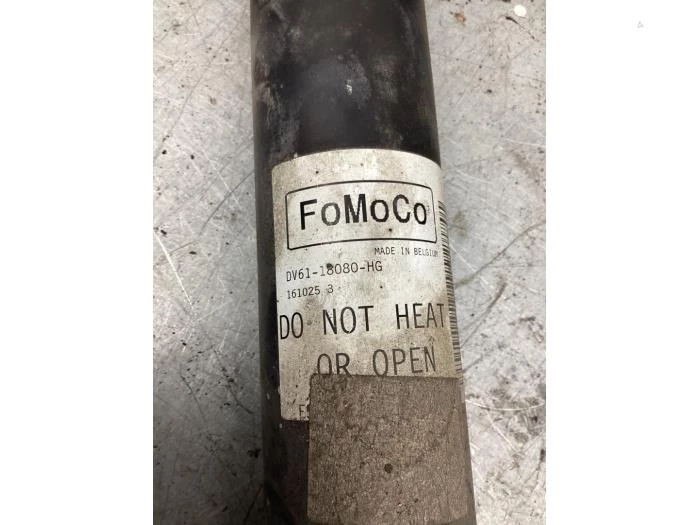 FoMoCo
MADE IN BELGIUM
DV61-18080-HG
161025 3
DO NOT HEAT
OR OPEN